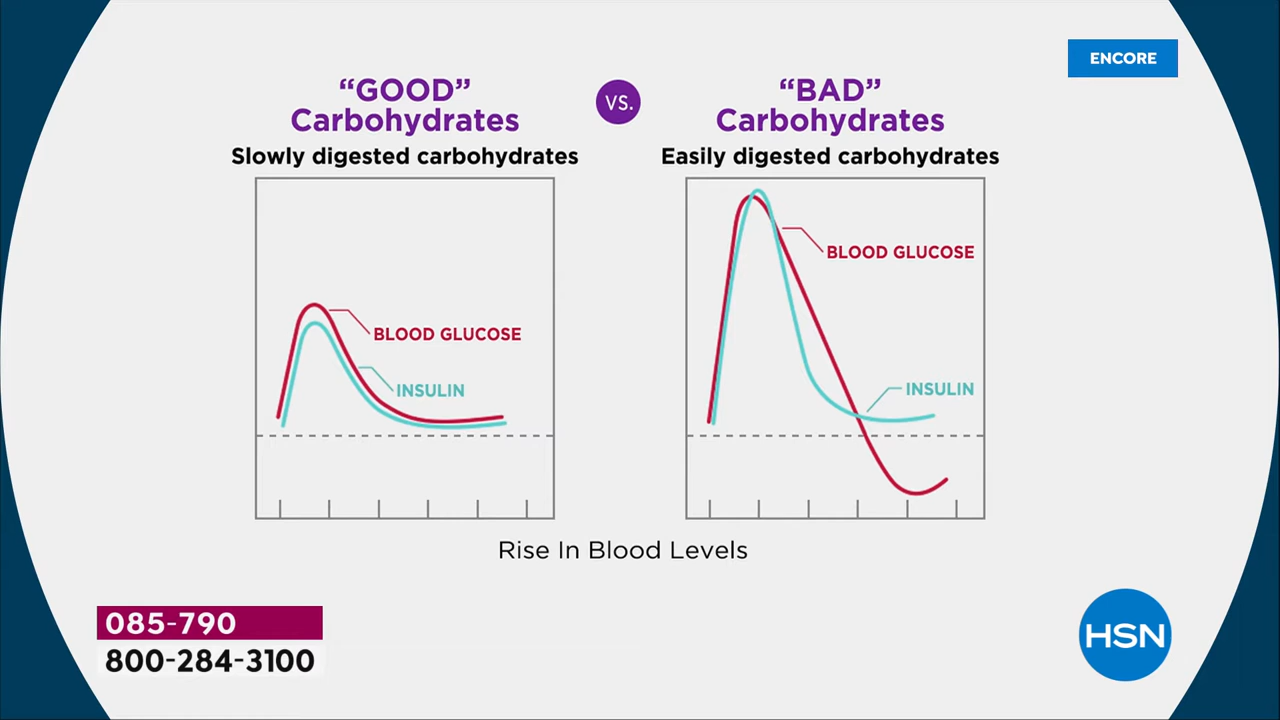 ENCORE
“GOOD”
Carbohydrates
Slowly digested carbohydrates
VS.
“BAD”
Carbohydrates
Easily digested carbohydrates
BLOOD GLUCOSE
INSULIN
BLOOD GLUCOSE
INSULIN
Rise In Blood Levels
085-790
800-284-3100
HSN